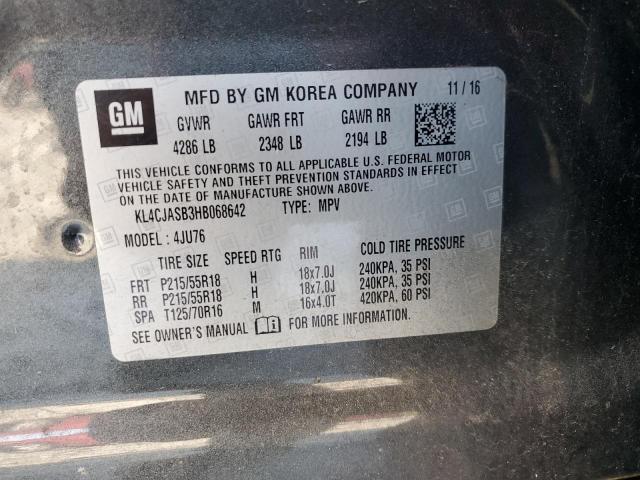 GM
MFD BY GM KOREA COMPANY 11/16
GVWR GAWR FRT GAWR RR
4286 LB 2348 LB 2194 LB
THIS VEHICLE CONFORMS TO ALL APPLICABLE U.S. FEDERAL MOTOR
VEHICLE SAFETY AND THEFT PREVENTION STANDARDS IN EFFECT
ON THE DATE OF MANUFACTURE SHOWN ABOVE.
KL4CJASB3HB068642 TYPE: MPV
MODEL: 4JU76
TIRE SIZE SPEED RTG RIM COLD TIRE PRESSURE
FRT P215/55R18 H 18x7.0J 240KPA, 35 PSI
RR P215/55R18 H 18x7.0J 240KPA, 35 PSI
SPA T125/70R16 M 16x4.0T 420KPA, 60 PSI
SEE OWNER'S MANUAL FOR MORE INFORMATION.